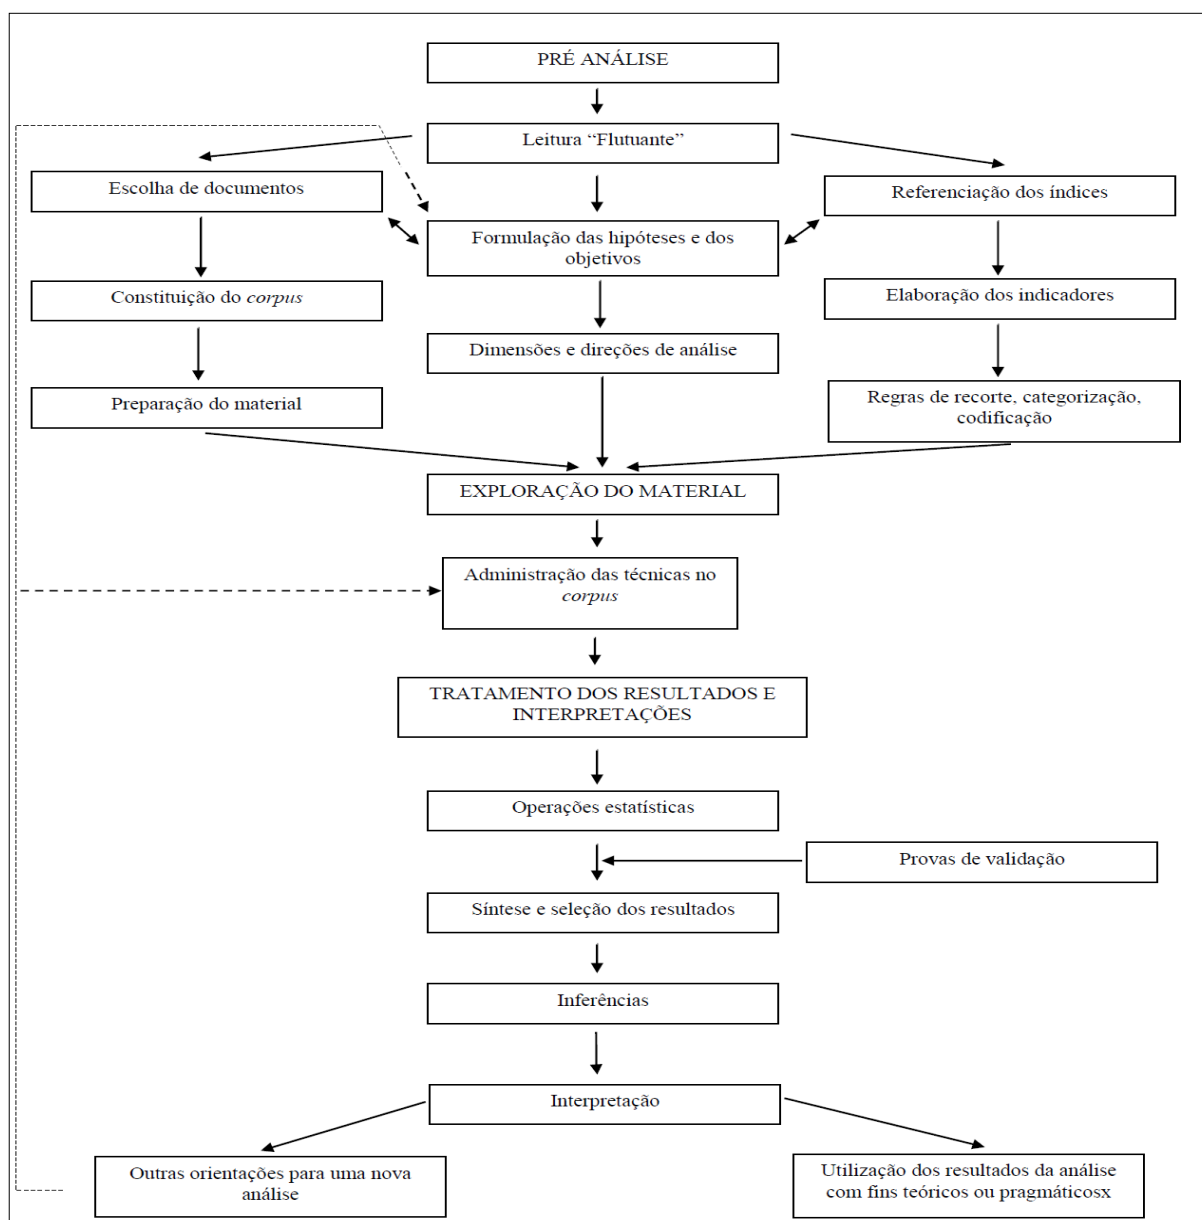 PRÉ ANÁLISE
Leitura “Flutuante”
Escolha de documentos
Referenciação dos índices
Formulação das hipóteses e dos
objetivos
Constituição do corpus
Elaboração dos indicadores
Dimensões e direções de análise
Preparação do material
Regras de recorte, categorização,
codificação
EXPLORAÇÃO DO MATERIAL
Administração das técnicas no
corpus
TRATAMENTO DOS RESULTADOS E
INTERPRETAÇÕES
Operações estatísticas
Provas de validação
Síntese e seleção dos resultados
Inferências
Interpretação
Outras orientações para uma nova
análise
Utilização dos resultados da análise
com fins teóricos ou pragmáticosx